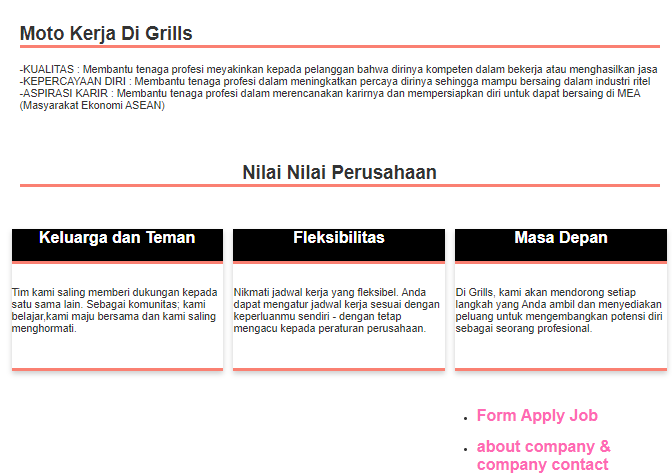 Moto Kerja Di Grills
-KUALITAS : Membantu tenaga profesi meyakinkan kepada pelanggan bahwa dirinya kompeten dalam bekerja atau menghasilkan jasa
-KEPERCAYAAN DIRI : Membantu tenaga profesi dalam meningkatkan percaya dirinya sehingga mampu bersaing dalam industri ritel
-ASPIRASI KARIR : Membantu tenaga profesi dalam merencanakan karirnya dan mempersiapkan diri untuk dapat bersaing di MEA
(Masyarakat Ekonomi ASEAN)
Nilai Nilai Perusahaan
Keluarga dan Teman
Tim kami saling memberi dukungan kepada
satu sama lain. Sebagai komunitas; kami
belajar,kami maju bersama dan kami saling
menghormati.
Fleksibilitas
Nikmati jadwal kerja yang fleksibel. Anda
dapat mengatur jadwal kerja sesuai dengan
keperluanmu sendiri - dengan tetap
mengacu kepada peraturan perusahaan.
Masa Depan
Di Grills, kami akan mendorong setiap
langkah yang Anda ambil dan menyediakan
peluang untuk mengembangkan potensi diri
sebagai seorang profesional.
• Form Apply Job
• about company &
company contact